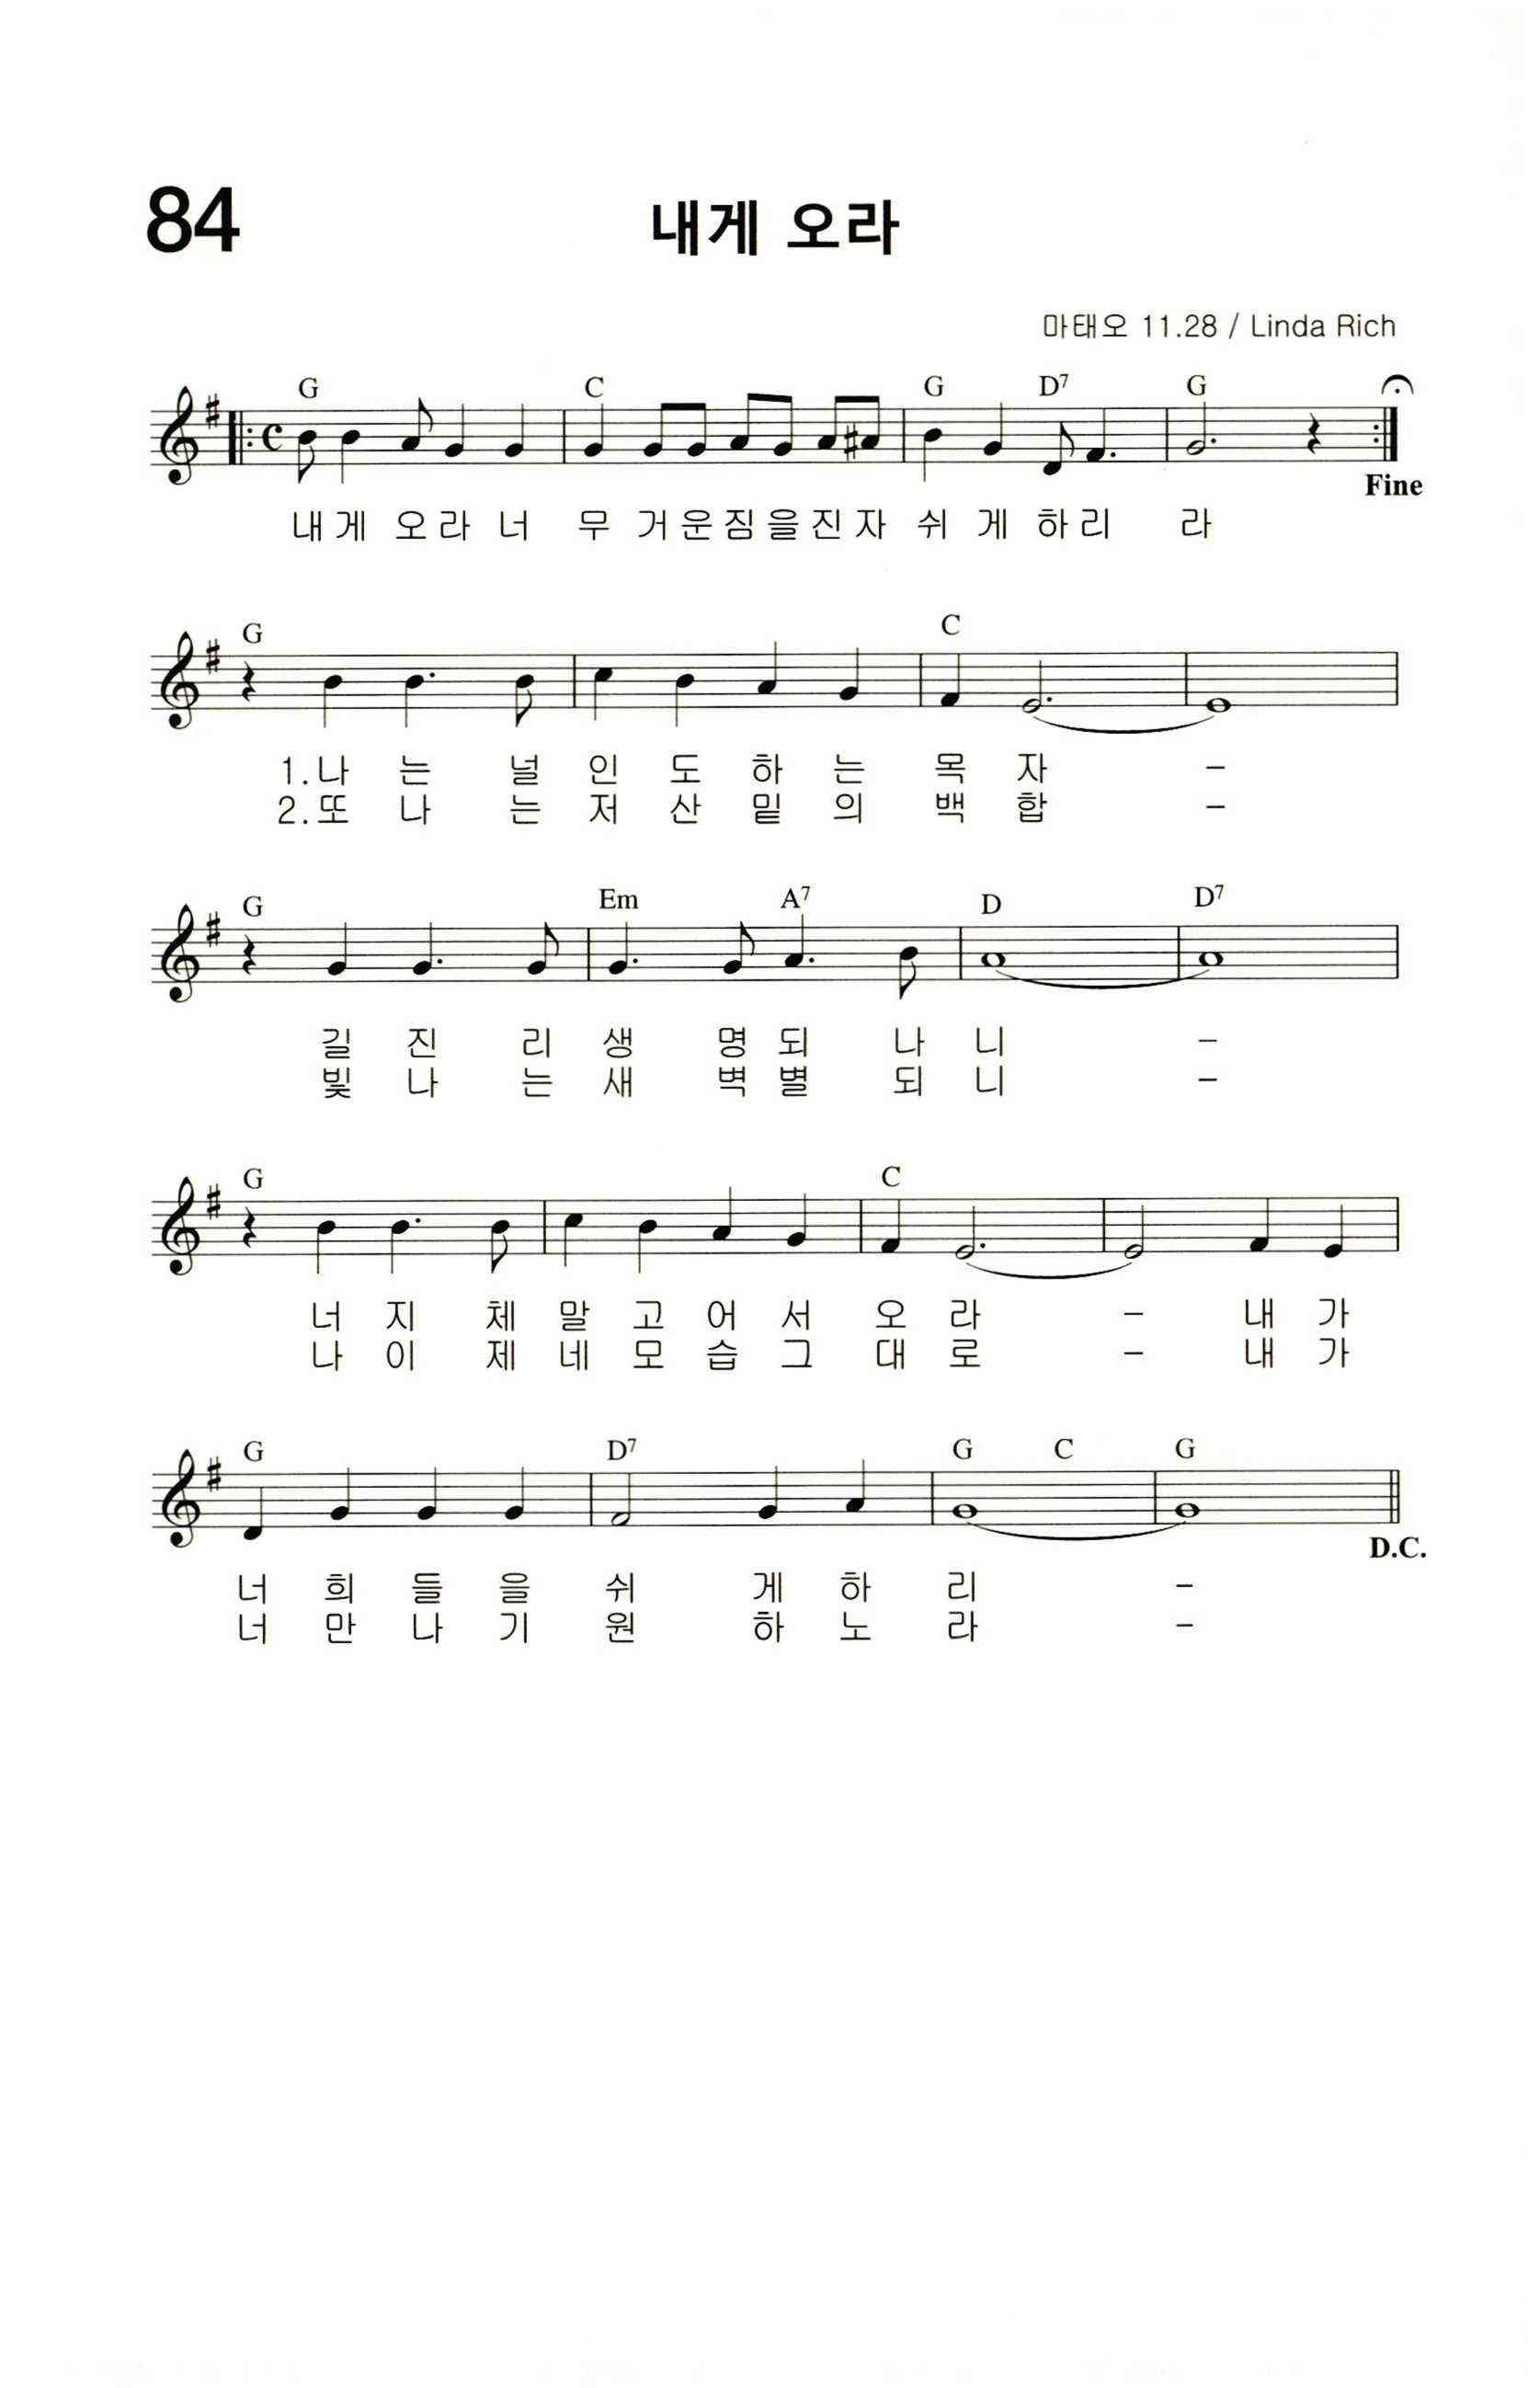 84
내게 오라
마태오 11.28 / Linda Rich
G C G D7 G
Fine
내게 오라 너 무 거운짐을진자 쉬 게 하리 라
G C
1.나 는 널 인 도 하 는 목 자 -
2.또 나 는 저 산 밑 의 백 합 -
G Em A7 D D7
길 진 리 생 명 되 나 니 -
빛 나 는 새 벽 별 되 니 -
G C
너 지 체 말 고 어 서 오 라 - 내 가
나 이 제 네 모 습 그 대 로 - 내 가
G D7 G C G
D.C.
너 희 들 을 쉬 게 하 리 -
너 만 나 기 원 하 노 라 -